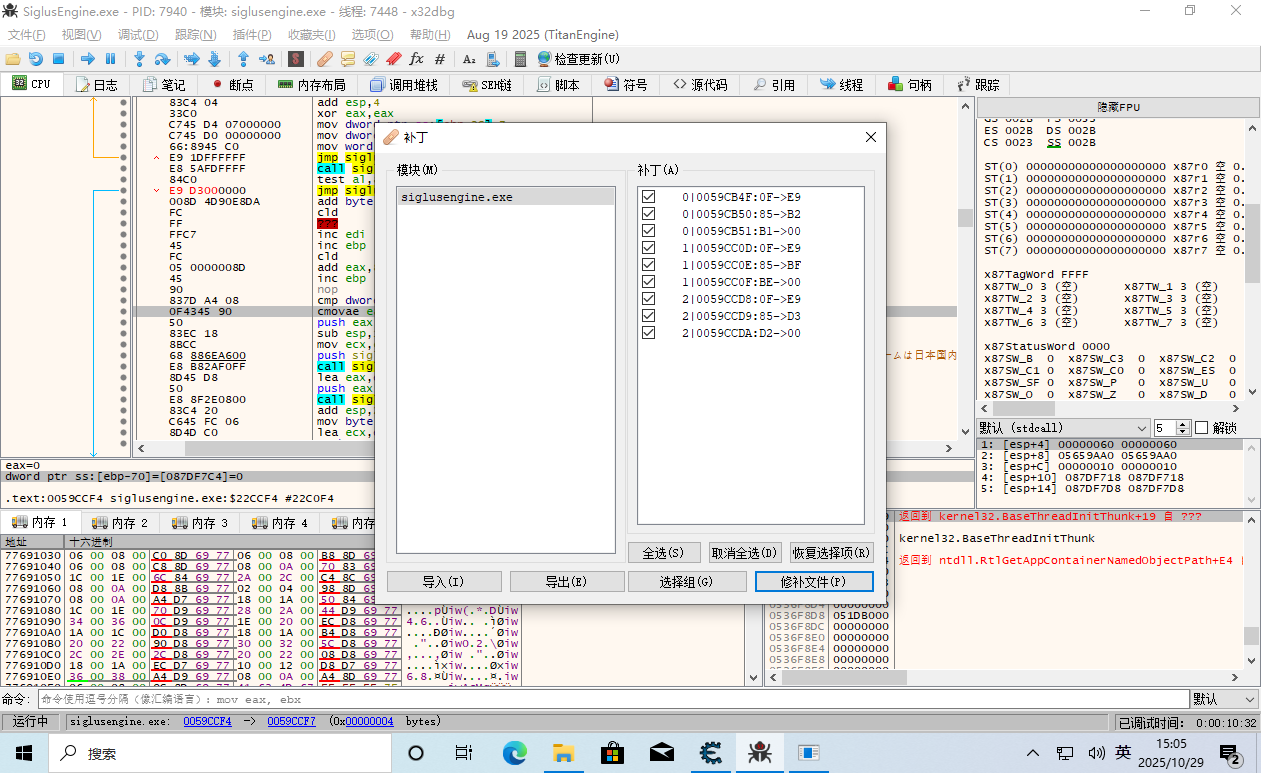 SiglusEngine.exe - PID: 7940 - 模块: siglusengine.exe - 线程: 7448 - x32dbg
文件(F) 视图(V) 调试(D) 跟踪(N) 插件(P) 收藏夹(I) 选项(O) 帮助(H) Aug 19 2025 (TitanEngine)
检查更新(U)
CPU 日志 笔记 断点 内存布局 调用堆栈 SEH链 脚本 符号 源代码 引用 线程 句柄 跟踪
83C4 04 add esp,4
33C0 xor eax,eax
C745 D4 07000000 mov dword
C745 D0 00000000 mov dword
66:8945 C0 mov word
E9 1DFFFFFF jmp sigl
E8 5AFDFFFF call sig
84C0 test al,
E9 D3000000 jmp sigl
008D 4D90E8DA add byte
FC cld
FF ???
FFC7 inc edi
45 inc ebp
FC cld
05 0000008D add eax,
45 inc ebp
90 nop
837D A4 08 cmp dword
0F4345 90 cmovae e
50 push eax
83EC 18 sub esp,
8BCC mov ecx,
68 886EA600 push sig
E8 B82AF0FF call sig
8D45 D8 lea eax,
50 push eax
E8 8F2E0800 call sig
83C4 20 add esp,
C645 FC 06 mov byte
8D4D C0 lea ecx,
ームは日本国内
补丁
模块(M)
siglusengine.exe
补丁(A)
0|0059CB4F:0F->E9
0|0059CB50:85->B2
0|0059CB51:B1->00
1|0059CC0D:0F->E9
1|0059CC0E:85->BF
1|0059CC0F:BE->00
2|0059CCD8:0F->E9
2|0059CCD9:85->D3
2|0059CCDA:D2->00
全选(S) 取消全选(D) 恢复选择项(R)
导入(I) 导出(E) 选择组(G) 修补文件(P)
隐藏FPU
ES 002B DS 002B
CS 0023 SS 002B
ST(0) 00000000000000000000 x87r0 空 0.
ST(1) 00000000000000000000 x87r1 空 0.
ST(2) 00000000000000000000 x87r2 空 0.
ST(3) 00000000000000000000 x87r3 空 0.
ST(4) 00000000000000000000 x87r4 空 0.
ST(5) 00000000000000000000 x87r5 空 0.
ST(6) 00000000000000000000 x87r6 空 0.
ST(7) 00000000000000000000 x87r7 空 0.
x87TagWord FFFF
x87TW_0 3 (空) x87TW_1 3 (空)
x87TW_2 3 (空) x87TW_3 3 (空)
x87TW_4 3 (空) x87TW_5 3 (空)
x87TW_6 3 (空) x87TW_7 3 (空)
x87StatusWord 0000
x87SW_B 0 x87SW_C3 0 x87SW_C2 0
x87SW_C1 0 x87SW_C0 0 x87SW_ES 0
x87SW_SF 0 x87SW_P 0 x87SW_U 0
x87SW_O 0 x87SW_Z 0 x87SW_D 0
默认 (stdcall) 5 解锁
1: [esp+4] 00000060 00000060
2: [esp+8] 05659AA0 05659AA0
3: [esp+C] 00000010 00000010
4: [esp+10] 087DF718 087DF718
5: [esp+14] 087DF7D8 087DF7D8
eax=0
dword ptr ss:[ebp-70]=[087DF7C4]=0
.text:0059CCF4 siglusengine.exe:$22CCF4 #22C0F4
内存 1 内存 2 内存 3 内存 4 内存
地址 十六进制
77691030 06 00 08 00 C0 8D 69 77 06 00 08 00 B8 8D 69
77691040 06 00 08 00 C8 8D 69 77 08 00 0A 00 70 83 69
77691050 1C 00 1E 00 6C 84 69 77 2A 00 2C 00 C4 8C 69
77691060 08 00 0A 00 D8 8B 69 77 02 00 04 00 98 8D 69
77691070 08 00 0A 00 A4 D7 69 77 18 00 1A 00 50 84 69
77691080 1C 00 1E 00 70 D9 69 77 28 00 2A 00 44 D9 69 77 ....pÙiw(.*.DÙiw
77691090 34 00 36 00 0C D9 69 77 1E 00 20 00 EC D8 69 77 4.6..Ùiw.. .ìØiw
776910A0 1A 00 1C 00 D0 D8 69 77 18 00 1A 00 B4 D8 69 77 ....ÐØiw....´Øiw
776910B0 20 00 22 00 90 D8 69 77 30 00 32 00 5C D8 69 77 .".Øiw0.2.\Øiw
776910C0 2C 00 2E 00 2C D8 69 77 20 00 22 00 08 D8 69 77 ,...,Øiw .".Øiw
776910D0 18 00 1A 00 EC D7 69 77 10 00 12 00 D8 D7 69 77 ....ì×iw....Ø×iw
776910E0 36 00 38 00 A4 D9 69 77 08 00 0A 00 A4 D7 69 77 6.8.¤Ùiw....¤×iw
返回到 kernel32.BaseThreadInitThunk+19 自 ???
kernel32.BaseThreadInitThunk
返回到 ntdll.RtlGetAppContainerNamedObjectPath+E4
0536F8D4 00000000
0536F8D8 051DB000
0536F8DC 00000000
0536F8E0 00000000
0536F8E4 00000000
0536F8E8 00000000
命令: 命令使用逗号分隔（像汇编语言）: mov eax, ebx 默认
运行中 siglusengine.exe: 0059CCF4 -> 0059CCF7 (0x00000004 bytes) 已调试时间: 0:00:10:32
搜索
英
15:05
2025/10/29
2